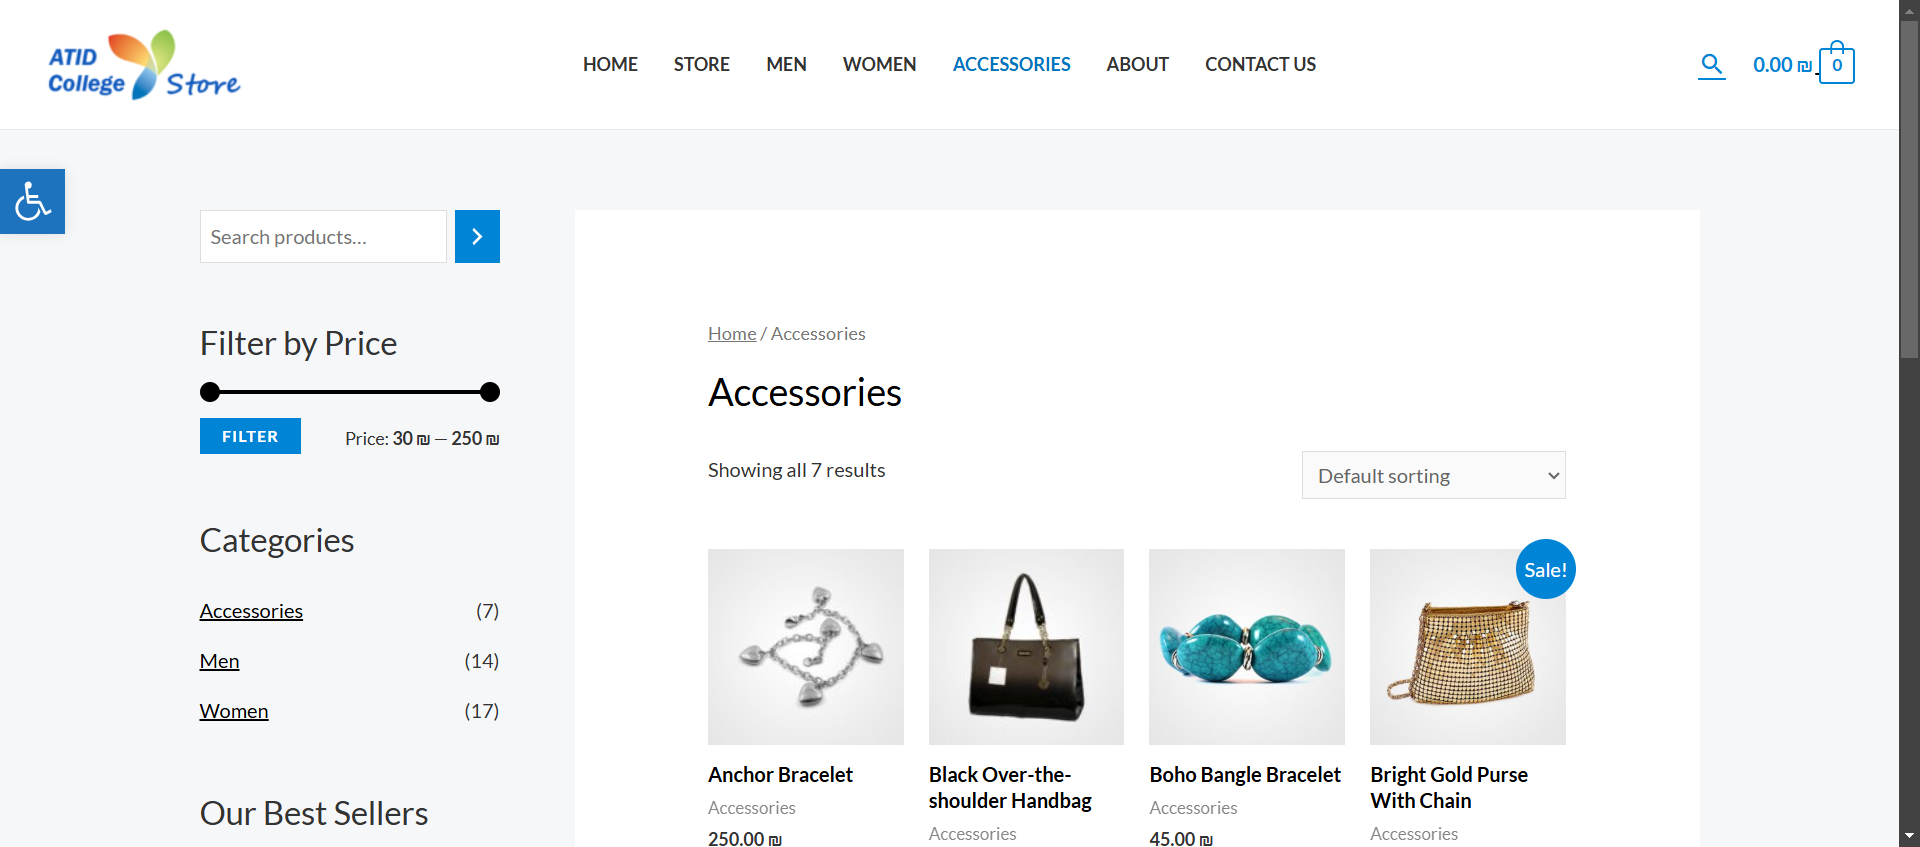 ATID
College Store
HOME STORE MEN WOMEN ACCESSORIES ABOUT CONTACT US
0.00 ₪ 0
Search products...
Filter by Price
FILTER Price: 30 ₪ — 250 ₪
Categories
Accessories (7)
Men (14)
Women (17)
Our Best Sellers
Home / Accessories
Accessories
Showing all 7 results
Default sorting
Sale!
Anchor Bracelet
Accessories
250.00 ₪
Black Over-the-
shoulder Handbag
Accessories
Boho Bangle Bracelet
Accessories
45.00 ₪
Bright Gold Purse
With Chain
Accessories